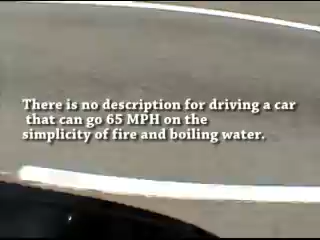 There is no description for driving a car
that can go 65 MPH on the
simplicity of fire and boiling water.